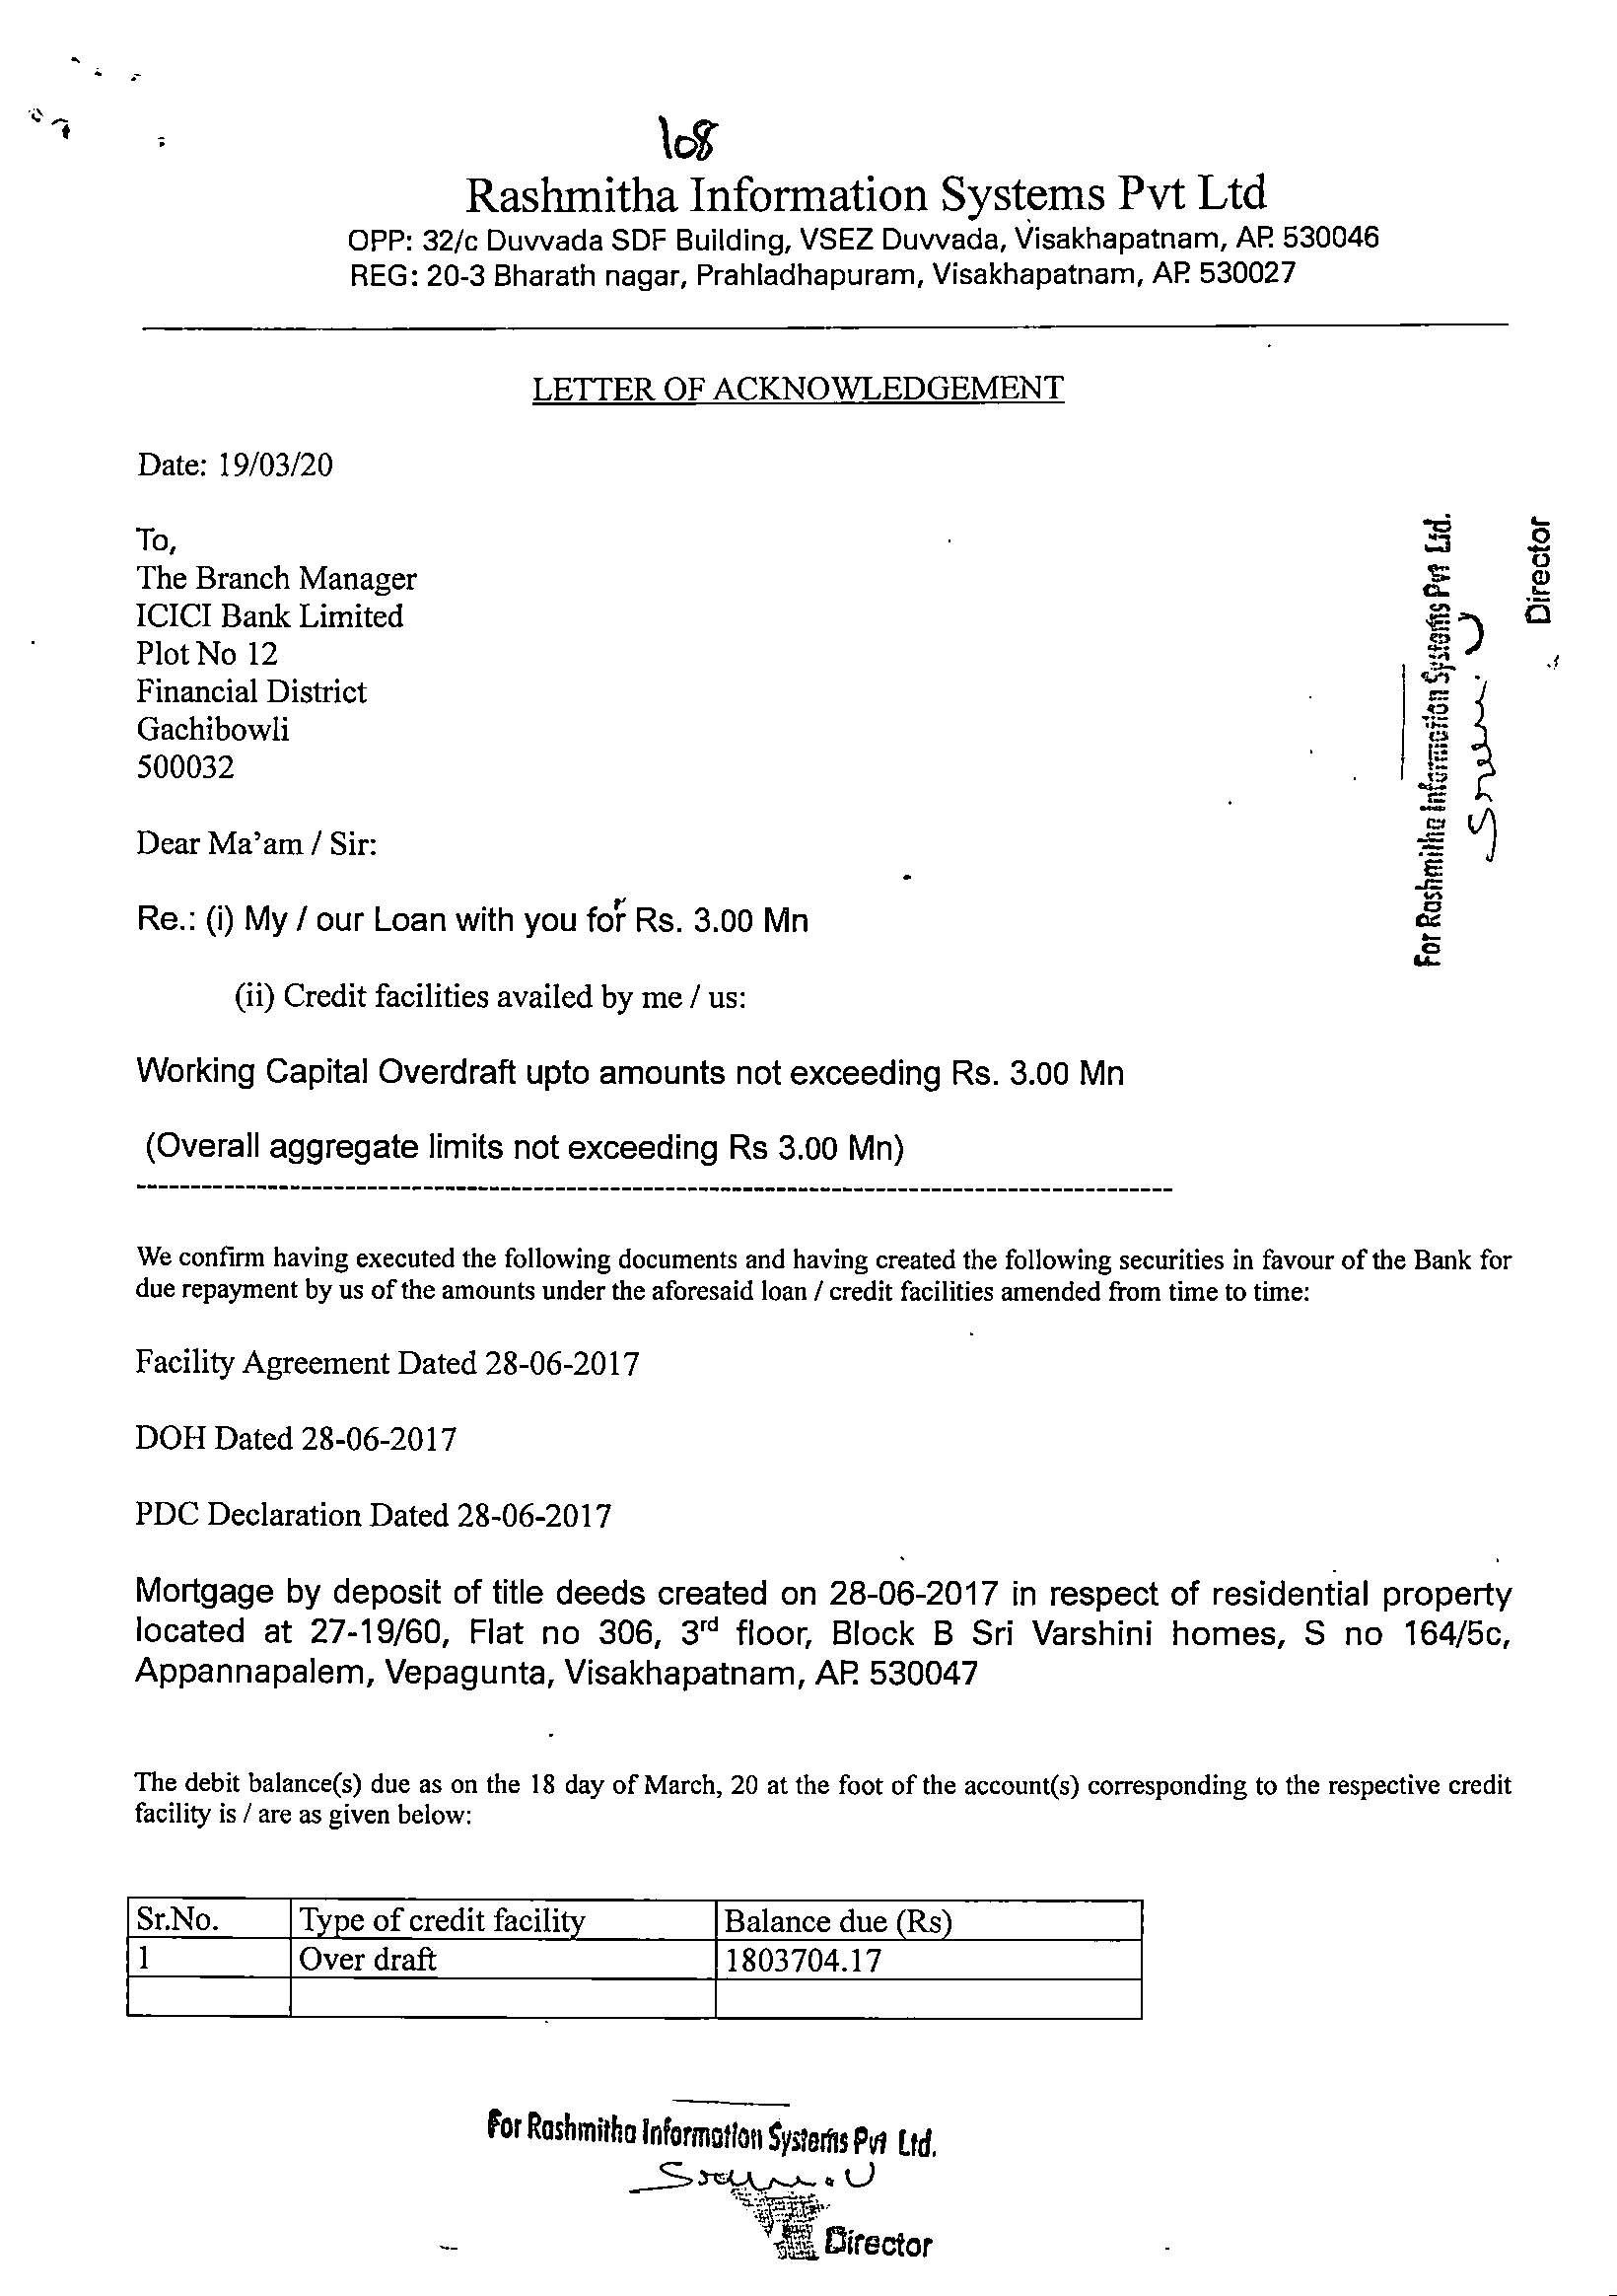 108
Rashmitha Information Systems Pvt Ltd
OPP: 32/c Duvvada SDF Building, VSEZ Duvvada, Visakhapatnam, AP. 530046
REG: 20-3 Bharath nagar, Prahladhapuram, Visakhapatnam, AP. 530027
LETTER OF ACKNOWLEDGEMENT
Date: 19/03/20
To,
The Branch Manager
ICICI Bank Limited
Plot No 12
Financial District
Gachibowli
500032
For Rashmitha Information Systems Pvt Ltd.
Director
Dear Ma'am / Sir:
Re.: (i) My / our Loan with you for Rs. 3.00 Mn
(ii) Credit facilities availed by me / us:
Working Capital Overdraft upto amounts not exceeding Rs. 3.00 Mn
(Overall aggregate limits not exceeding Rs 3.00 Mn)
We confirm having executed the following documents and having created the following securities in favour of the Bank for
due repayment by us of the amounts under the aforesaid loan / credit facilities amended from time to time:
Facility Agreement Dated 28-06-2017
DOH Dated 28-06-2017
PDC Declaration Dated 28-06-2017
Mortgage by deposit of title deeds created on 28-06-2017 in respect of residential property
located at 27-19/60, Flat no 306, 3rd floor, Block B Sri Varshini homes, S no 164/5c,
Appannapalem, Vepagunta, Visakhapatnam, AP. 530047
The debit balance(s) due as on the 18 day of March, 20 at the foot of the account(s) corresponding to the respective credit
facility is / are as given below:
Sr.No. Type of credit facility Balance due (Rs)
1 Over draft 1803704.17
For Rashmitha Information Systems Pvt Ltd.
Director